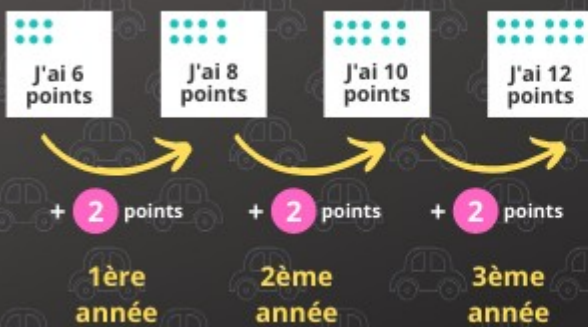 J'ai 6
points
J'ai 8
points
J'ai 10
points
J'ai 12
points
+ 2 points
+ 2 points
+ 2 points
1ère
année
2ème
année
3ème
année